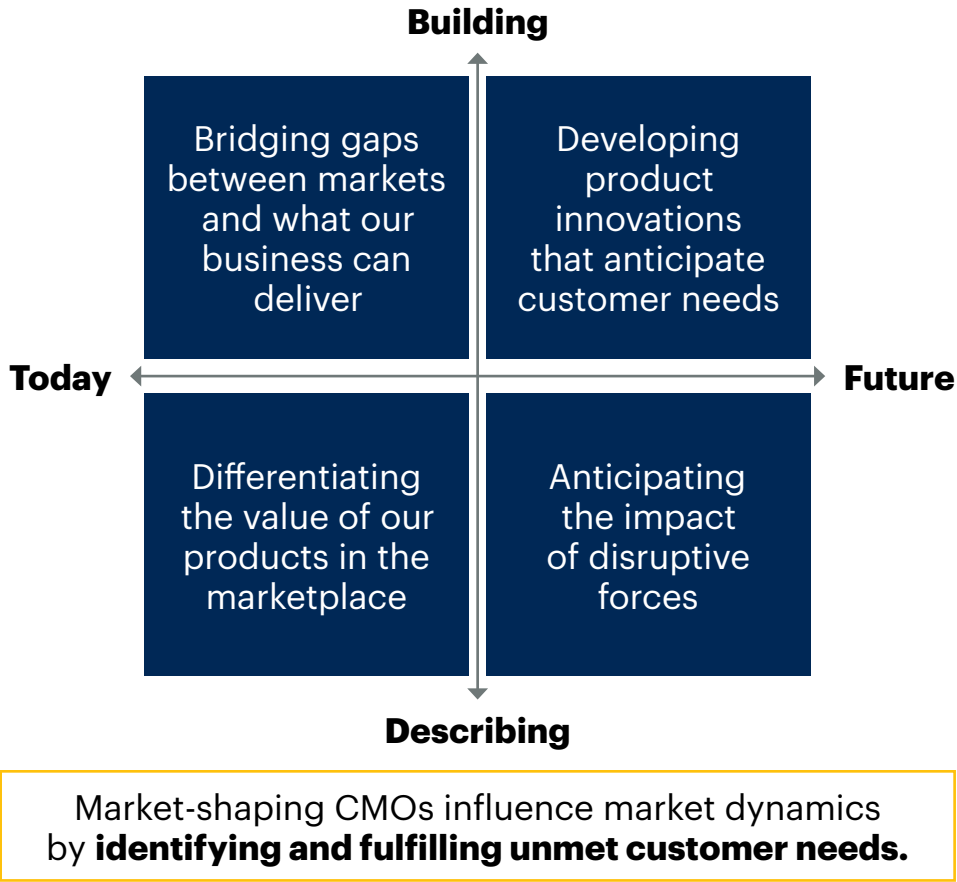 Building
Bridging gaps
between markets
and what our
business can
deliver
Developing
product
innovations
that anticipate
customer needs
Today
Future
Differentiating
the value of our
products in the
marketplace
Anticipating
the impact
of disruptive
forces
Describing
Market-shaping CMOs influence market dynamics
by identifying and fulfilling unmet customer needs.